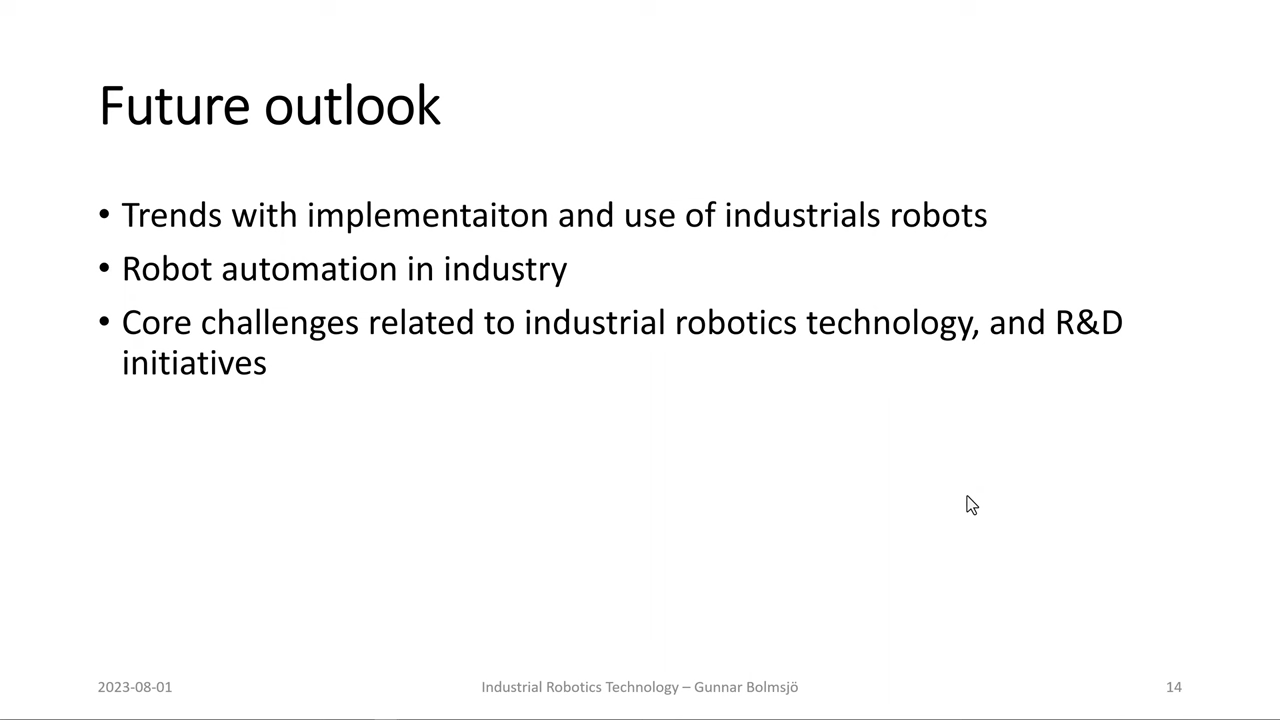 Future outlook
• Trends with implementaiton and use of industrials robots
• Robot automation in industry
• Core challenges related to industrial robotics technology, and R&D
initiatives
2023-08-01
Industrial Robotics Technology – Gunnar Bolmsjö
14